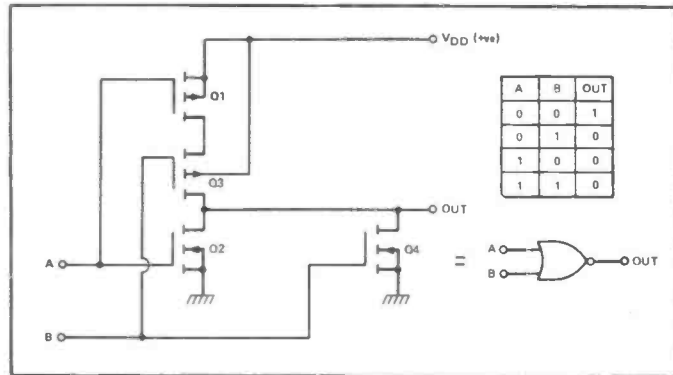 VDD (+ve)
Q1
Q3
OUT
Q2
Q4
A
B
A B OUT
0 0 1
0 1 0
1 0 0
1 1 0
=
A
B
OUT